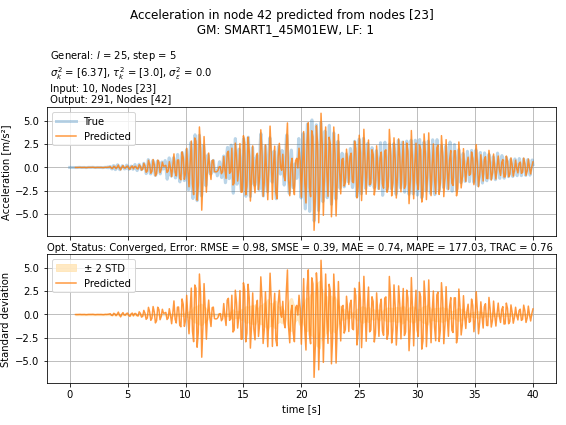 Acceleration in node 42 predicted from nodes [23]
GM: SMART1_45M01EW, LF: 1
General: l = 25, step = 5
σ²ₖ = [6.37], τ²ₖ = [3.0], σ²ε = 0.0
Input: 10, Nodes [23]
Output: 291, Nodes [42]
Acceleration [m/s²]
5.0
2.5
0.0
−2.5
−5.0
True
Predicted
Opt. Status: Converged, Error: RMSE = 0.98, SMSE = 0.39, MAE = 0.74, MAPE = 177.03, TRAC = 0.76
Standard deviation
5.0
2.5
0.0
−2.5
−5.0
± 2 STD
Predicted
0 5 10 15 20 25 30 35 40
time [s]